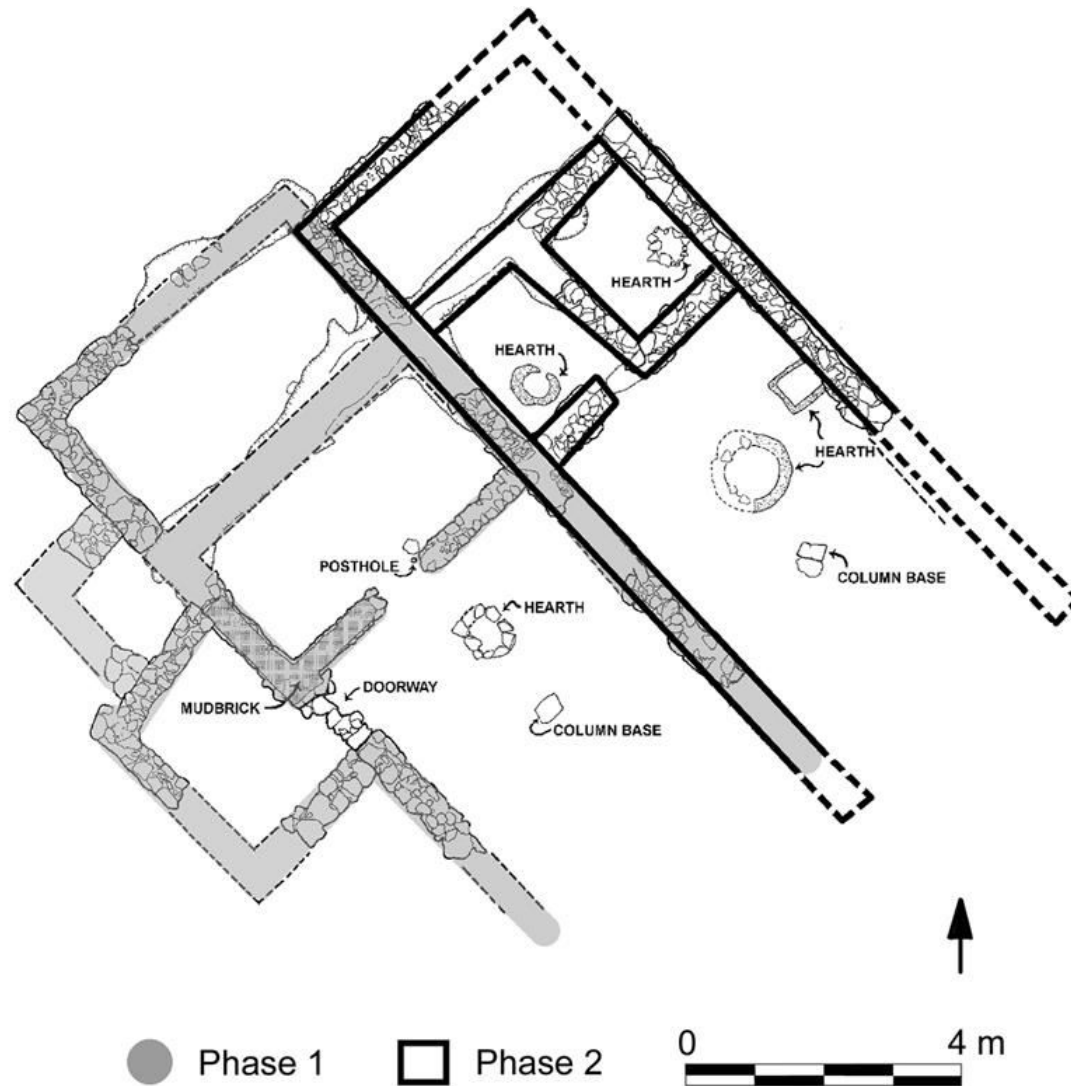 HEARTH
HEARTH
HEARTH
POSTHOLE
COLUMN BASE
HEARTH
DOORWAY
MUDBRICK
COLUMN BASE
Phase 1
Phase 2
0
4 m